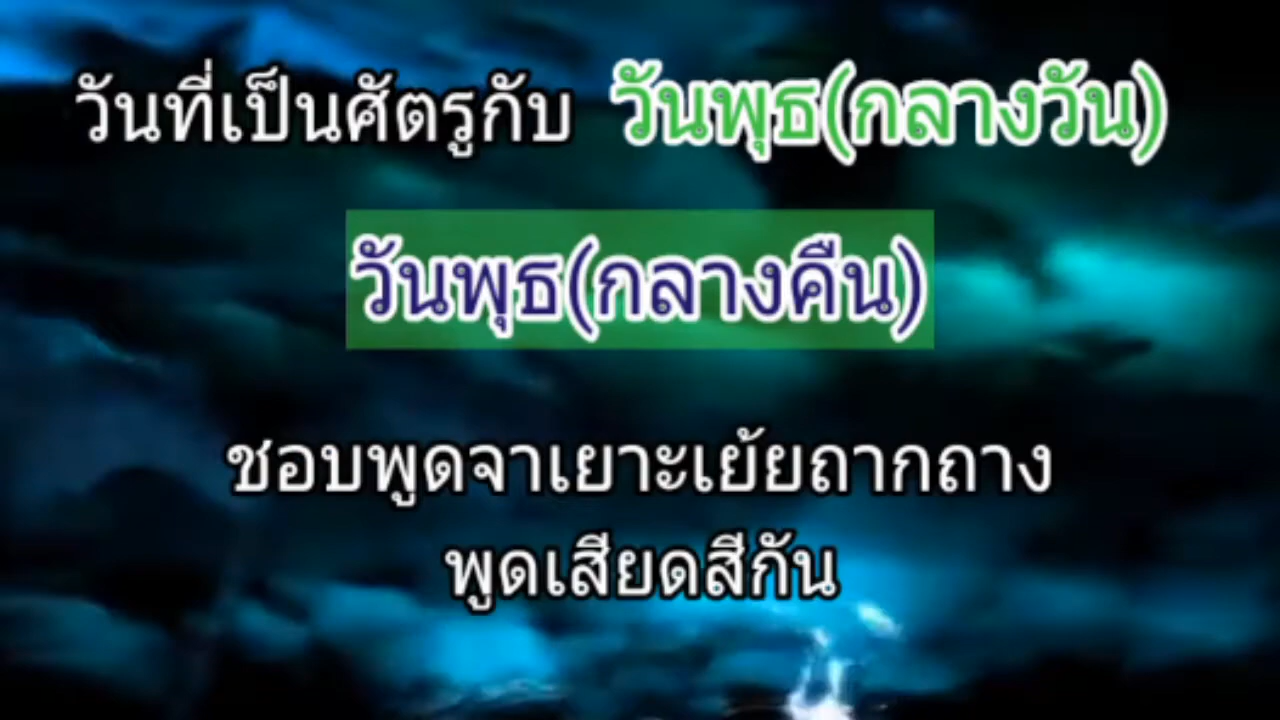 วันที่เป็นศัตรูกับ วันพุธ(กลางวัน)
วันพุธ(กลางคืน)
ชอบพูดจาเยาะเย้ยถากถาง
พูดเสียดสีกัน